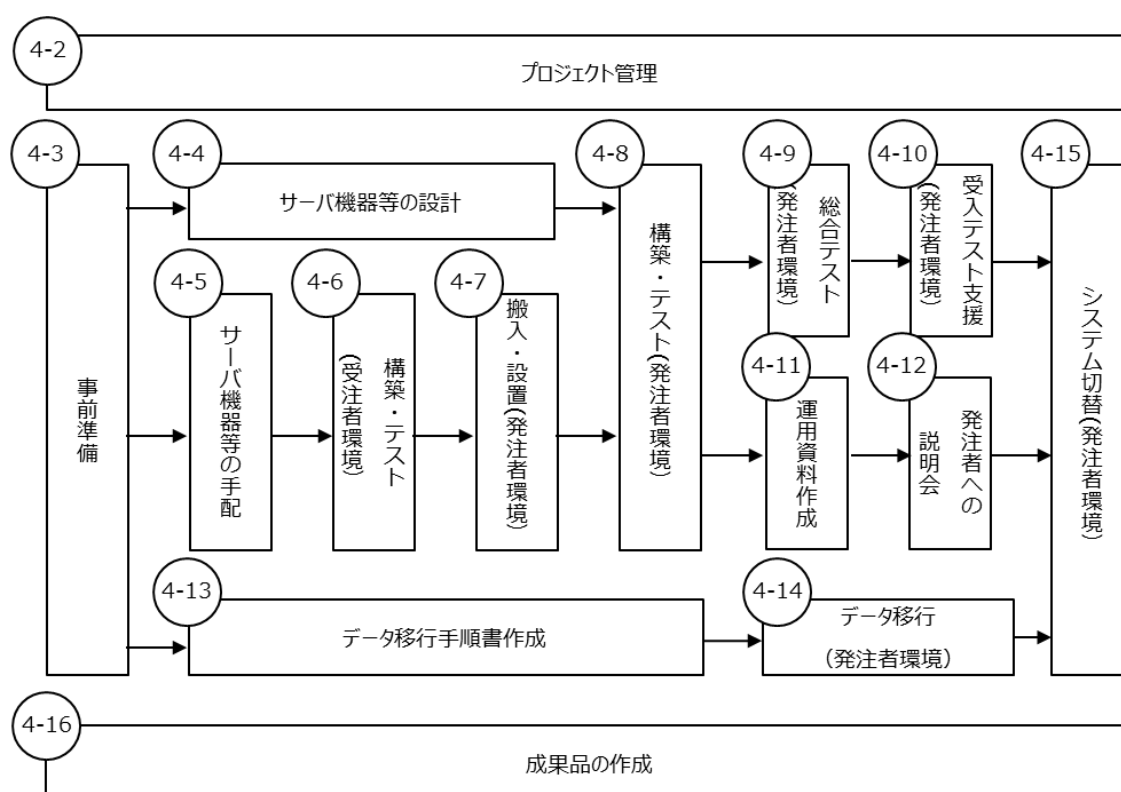 4-2
プロジェクト管理
4-3
事前準備
4-4
サーバ機器等の設計
4-5
サーバ機器等の手配
4-6
構築・テスト
(受注者環境)
4-7
搬入・設置(発注者環境)
4-8
構築・テスト(発注者環境)
4-9
総合テスト
(発注者環境)
4-10
受入テスト支援
(発注者環境)
4-11
運用資料作成
4-12
発注者への
説明会
4-13
データ移行手順書作成
4-14
データ移行
(発注者環境)
4-15
システム切替(発注者環境)
4-16
成果品の作成